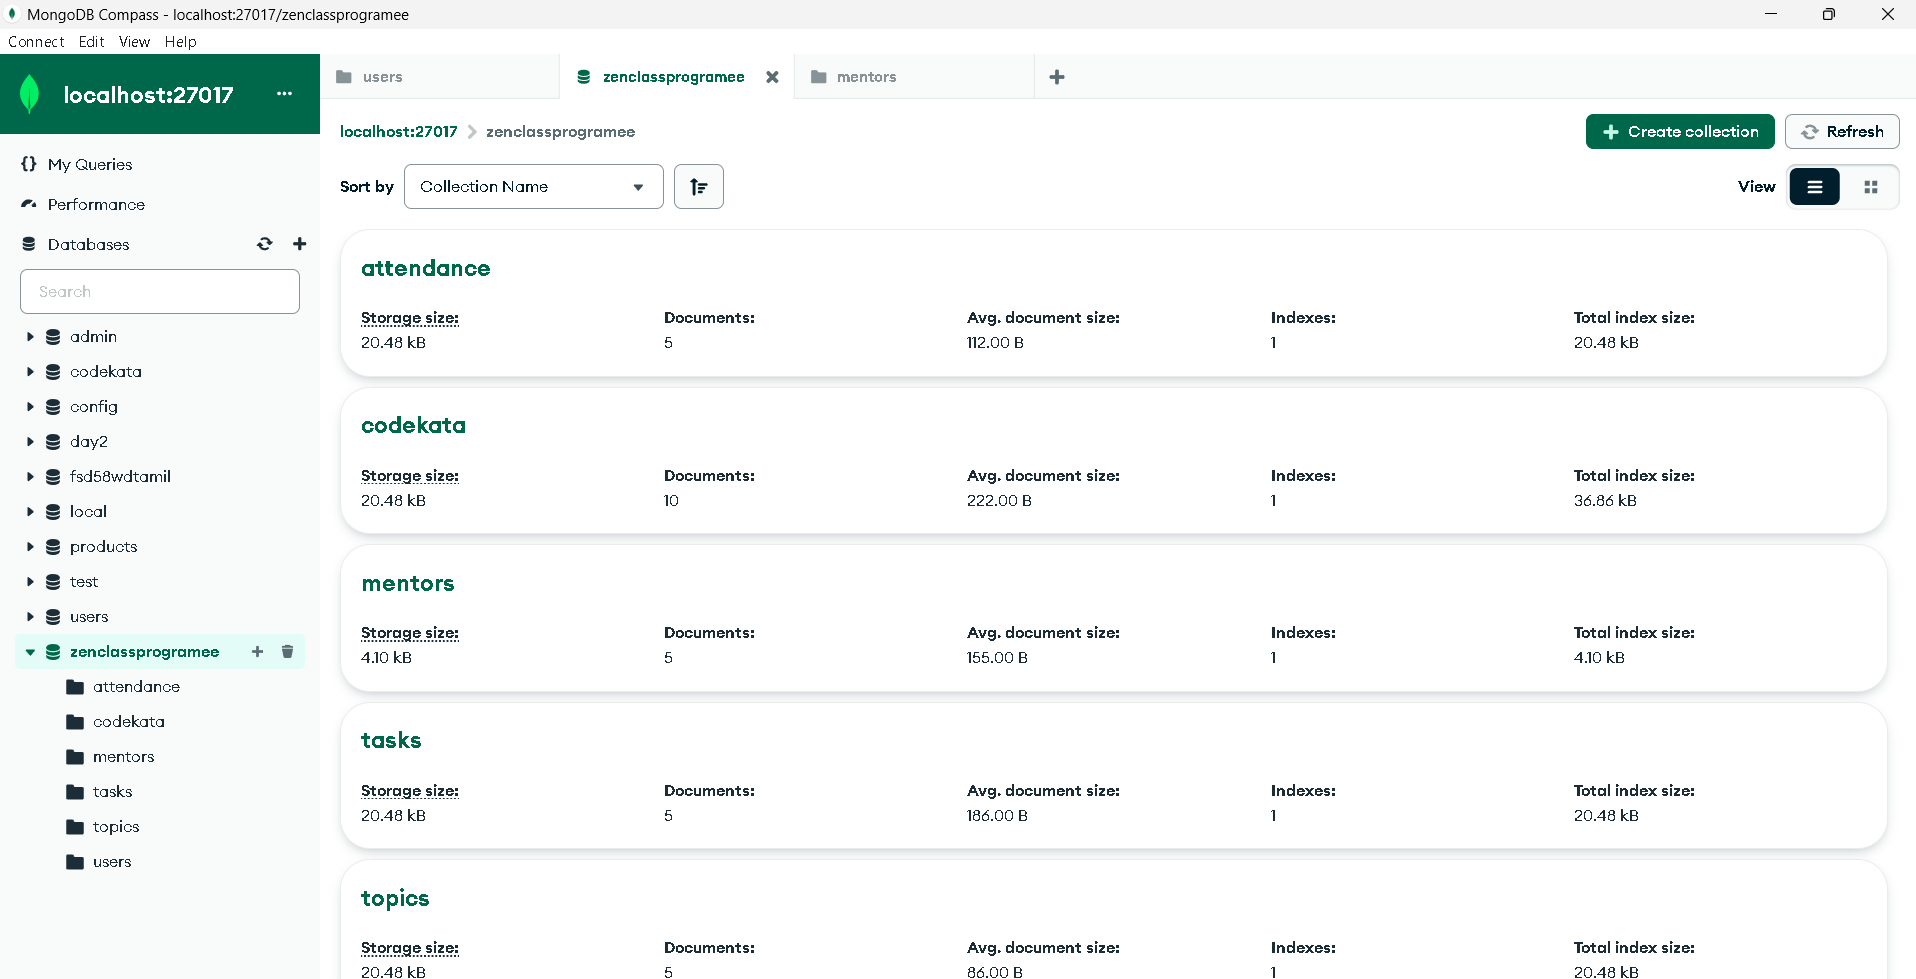 MongoDB Compass - localhost:27017/zenclassprogramee
Connect Edit View Help
localhost:27017 ...
{} My Queries
Performance
Databases
Search
admin
codekata
config
day2
fsd58wdtamil
local
products
test
users
zenclassprogramee
attendance
codekata
mentors
tasks
topics
users
users zenclassprogramee mentors
localhost:27017 > zenclassprogramee
Create collection Refresh
Sort by Collection Name View
attendance
Storage size: Documents: Avg. document size: Indexes: Total index size:
20.48 kB 5 112.00 B 1 20.48 kB
codekata
Storage size: Documents: Avg. document size: Indexes: Total index size:
20.48 kB 10 222.00 B 1 36.86 kB
mentors
Storage size: Documents: Avg. document size: Indexes: Total index size:
4.10 kB 5 155.00 B 1 4.10 kB
tasks
Storage size: Documents: Avg. document size: Indexes: Total index size:
20.48 kB 5 186.00 B 1 20.48 kB
topics
Storage size: Documents: Avg. document size: Indexes: Total index size:
20.48 kB 5 86.00 B 1 20.48 kB